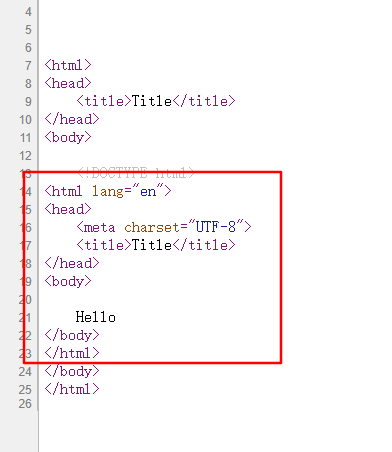 4
5
6
7 <html>
8 <head>
9     <title>Title</title>
10 </head>
11 <body>
12
13     <!DOCTYPE html>
14 <html lang="en">
15 <head>
16     <meta charset="UTF-8">
17     <title>Title</title>
18 </head>
19 <body>
20
21     Hello
22 </body>
23 </html>
24 </body>
25 </html>
26